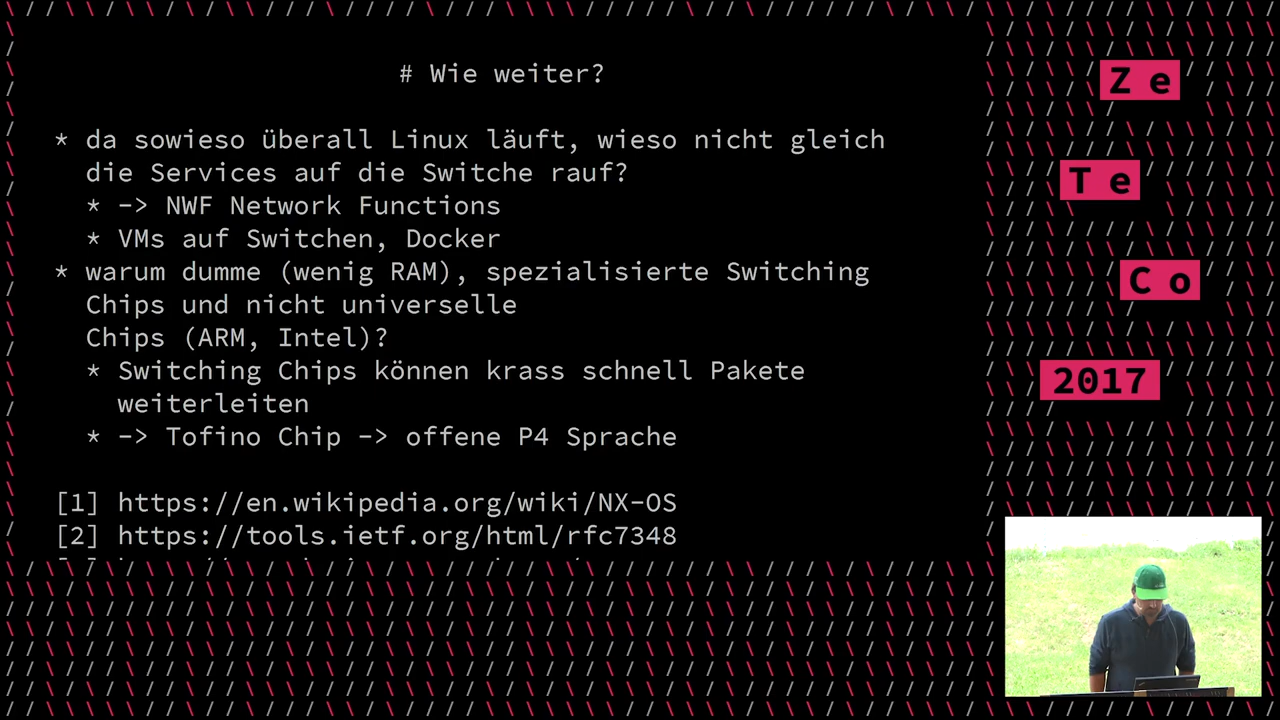 # Wie weiter?
* da sowieso überall Linux läuft, wieso nicht gleich
die Services auf die Switche rauf?
* -> NWF Network Functions
* VMs auf Switchen, Docker
* warum dumme (wenig RAM), spezialisierte Switching
Chips und nicht universelle
Chips (ARM, Intel)?
* Switching Chips können krass schnell Pakete
weiterleiten
* -> Tofino Chip -> offene P4 Sprache
[1] https://en.wikipedia.org/wiki/NX-OS
[2] https://tools.ietf.org/html/rfc7348
Z e
T e
C o
2017